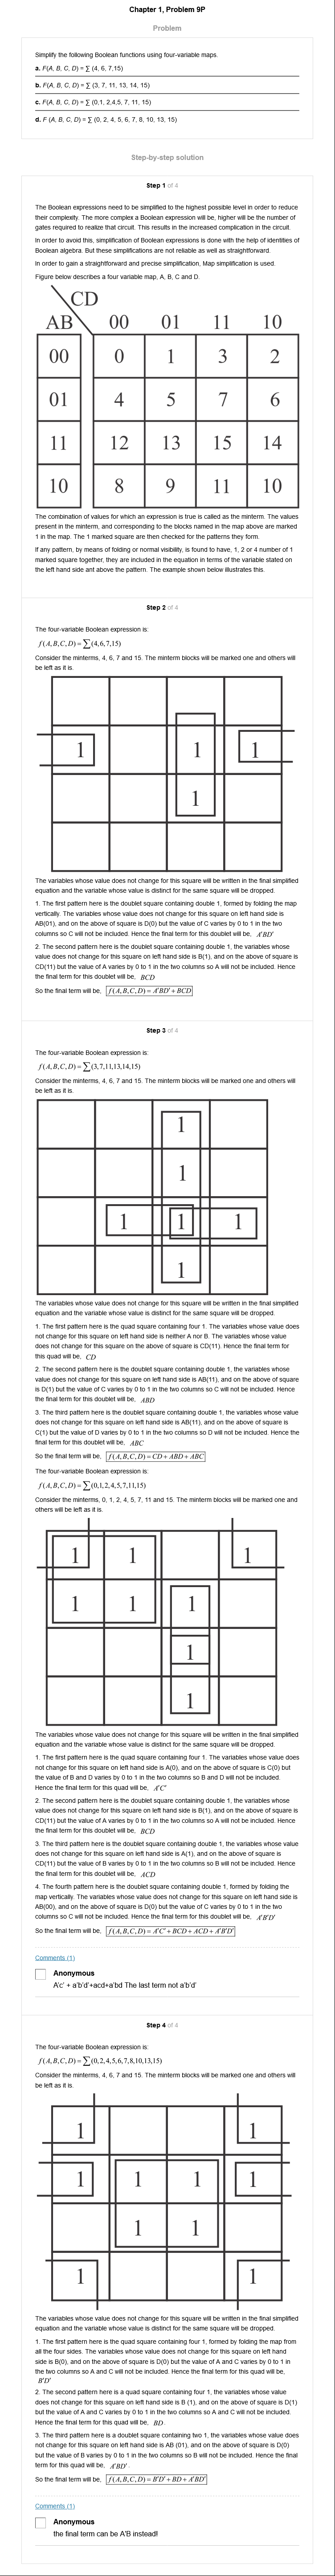 Chapter 1, Problem 9P
Problem
Simplify the following Boolean functions using four-variable maps.
a. F(A, B, C, D) = ∑ (4, 6, 7,15)
b. F(A, B, C, D) = ∑ (3, 7, 11, 13, 14, 15)
c. F(A, B, C, D) = ∑ (0,1, 2,4,5, 7, 11, 15)
d. F (A, B, C, D) = ∑ (0, 2, 4, 5, 6, 7, 8, 10, 13, 15)
Step-by-step solution
Step 1 of 4
The Boolean expressions need to be simplified to the highest possible level in order to reduce
their complexity. The more complex a Boolean expression will be, higher will be the number of
gates required to realize that circuit. This results in the increased complication in the circuit.
In order to avoid this, simplification of Boolean expressions is done with the help of identities of
Boolean algebra. But these simplifications are not reliable as well as straightforward.
In order to gain a straightforward and precise simplification, Map simplification is used.
Figure below describes a four variable map, A, B, C and D.
CD
AB 00 01 11 10
00 0 1 3 2
01 4 5 7 6
11 12 13 15 14
10 8 9 11 10
The combination of values for which an expression is true is called as the minterm. The values
present in the minterm, and corresponding to the blocks named in the map above are marked
1 in the map. The 1 marked square are then checked for the patterns they form.
If any pattern, by means of folding or normal visibility, is found to have, 1, 2 or 4 number of 1
marked square together, they are included in the equation in terms of the variable stated on
the left hand side ant above the pattern. The example shown below illustrates this.
Step 2 of 4
The four-variable Boolean expression is:
f(A,B,C,D)=∑(4,6,7,15)
Consider the minterms, 4, 6, 7 and 15. The minterm blocks will be marked one and others will
be left as it is.
1 1 1
1
The variables whose value does not change for this square will be written in the final simplified
equation and the variable whose value is distinct for the same square will be dropped.
1. The first pattern here is the doublet square containing double 1, formed by folding the map
vertically. The variables whose value does not change for this square on left hand side is
AB(01), and on the above of square is D(0) but the value of C varies by 0 to 1 in the two
columns so C will not be included. Hence the final term for this doublet will be, A'BD'
2. The second pattern here is the doublet square containing double 1, the variables whose
value does not change for this square on left hand side is B(1), and on the above of square is
CD(11) but the value of A varies by 0 to 1 in the two columns so A will not be included. Hence
the final term for this doublet will be, BCD
So the final term will be, f(A,B,C,D)=A'BD'+BCD
Step 3 of 4
The four-variable Boolean expression is:
f(A,B,C,D)=∑(3,7,11,13,14,15)
Consider the minterms, 4, 6, 7 and 15. The minterm blocks will be marked one and others will
be left as it is.
1
1
1 1 1
1
The variables whose value does not change for this square will be written in the final simplified
equation and the variable whose value is distinct for the same square will be dropped.
1. The first pattern here is the quad square containing four 1. The variables whose value does
not change for this square on left hand side is neither A nor B. The variables whose value
does not change for this square on the above of square is CD(11). Hence the final term for
this quad will be, CD
2. The second pattern here is the doublet square containing double 1, the variables whose
value does not change for this square on left hand side is AB(11), and on the above of square
is D(1) but the value of C varies by 0 to 1 in the two columns so C will not be included. Hence
the final term for this doublet will be, ABD
3. The third pattern here is the doublet square containing double 1, the variables whose value
does not change for this square on left hand side is AB(11), and on the above of square is
C(1) but the value of D varies by 0 to 1 in the two columns so D will not be included. Hence the
final term for this doublet will be, ABC
So the final term will be, f(A,B,C,D)=CD+ABD+ABC
The four-variable Boolean expression is:
f(A,B,C,D)=∑(0,1,2,4,5,7,11,15)
Consider the minterms, 0, 1, 2, 4, 5, 7, 11 and 15. The minterm blocks will be marked one and
others will be left as it is.
1 1 1
1 1 1
1
1
The variables whose value does not change for this square will be written in the final simplified
equation and the variable whose value is distinct for the same square will be dropped.
1. The first pattern here is the quad square containing four 1. The variables whose value does
not change for this square on left hand side is A(0), and on the above of square is C(0) but
the value of B and D varies by 0 to 1 in the two columns so B and D will not be included.
Hence the final term for this quad will be, A'C'
2. The second pattern here is the doublet square containing double 1, the variables whose
value does not change for this square on left hand side is B(1), and on the above of square is
CD(11) but the value of A varies by 0 to 1 in the two columns so A will not be included. Hence
the final term for this doublet will be, BCD
3. The third pattern here is the doublet square containing double 1, the variables whose value
does not change for this square on left hand side is A(1), and on the above of square is
CD(11) but the value of B varies by 0 to 1 in the two columns so B will not be included. Hence
the final term for this doublet will be, ACD
4. The fourth pattern here is the doublet square containing double 1, formed by folding the
map vertically. The variables whose value does not change for this square on left hand side is
AB(00), and on the above of square is D(0) but the value of C varies by 0 to 1 in the two
columns so C will not be included. Hence the final term for this doublet will be, A'B'D'
So the final term will be, f(A,B,C,D)=A'C'+BCD+ACD+A'B'D'
Comments (1)
Anonymous
A'c' + a'b'd'+acd+a'bd The last term not a'b'd'
Step 4 of 4
The four-variable Boolean expression is:
f(A,B,C,D)=∑(0,2,4,5,6,7,8,10,13,15)
Consider the minterms, 4, 6, 7 and 15. The minterm blocks will be marked one and others will
be left as it is.
1 1
1 1 1 1
1 1
1 1
The variables whose value does not change for this square will be written in the final simplified
equation and the variable whose value is distinct for the same square will be dropped.
1. The first pattern here is the quad square containing four 1, formed by folding the map from
all the four sides. The variables whose value does not change for this square on left hand
side is B(0), and on the above of square is D(0) but the value of A and C varies by 0 to 1 in
the two columns so A and C will not be included. Hence the final term for this quad will be,
B'D'
2. The second pattern here is a quad square containing four 1, the variables whose value
does not change for this square on left hand side is B (1), and on the above of square is D(1)
but the value of A and C varies by 0 to 1 in the two columns so A and C will not be included.
Hence the final term for this quad will be, BD.
3. The third pattern here is a doublet square containing two 1, the variables whose value does
not change for this square on left hand side is AB (01), and on the above of square is D(0)
but the value of B varies by 0 to 1 in the two columns so B will not be included. Hence the final
term for this quad will be, A'BD'.
So the final term will be, f(A,B,C,D)=B'D'+BD+A'BD'
Comments (1)
Anonymous
the final term can be A'B instead!